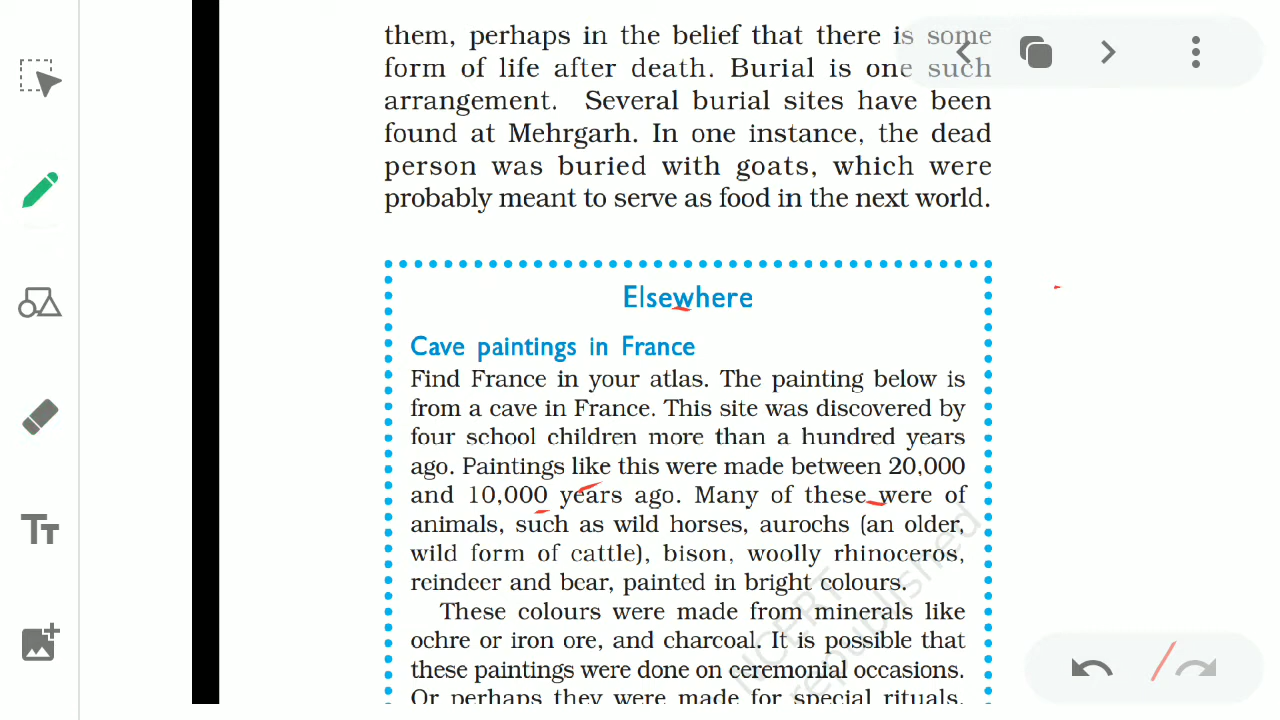 them, perhaps in the belief that there is some
form of life after death. Burial is one such
arrangement. Several burial sites have been
found at Mehrgarh. In one instance, the dead
person was buried with goats, which were
probably meant to serve as food in the next world.
Elsewhere
Cave paintings in France
Find France in your atlas. The painting below is
from a cave in France. This site was discovered by
four school children more than a hundred years
ago. Paintings like this were made between 20,000
and 10,000 years ago. Many of these were of
animals, such as wild horses, aurochs (an older,
wild form of cattle), bison, woolly rhinoceros,
reindeer and bear, painted in bright colours.
These colours were made from minerals like
ochre or iron ore, and charcoal. It is possible that
these paintings were done on ceremonial occasions.
Or perhaps they were made for special rituals,
NCERT
republished
TT